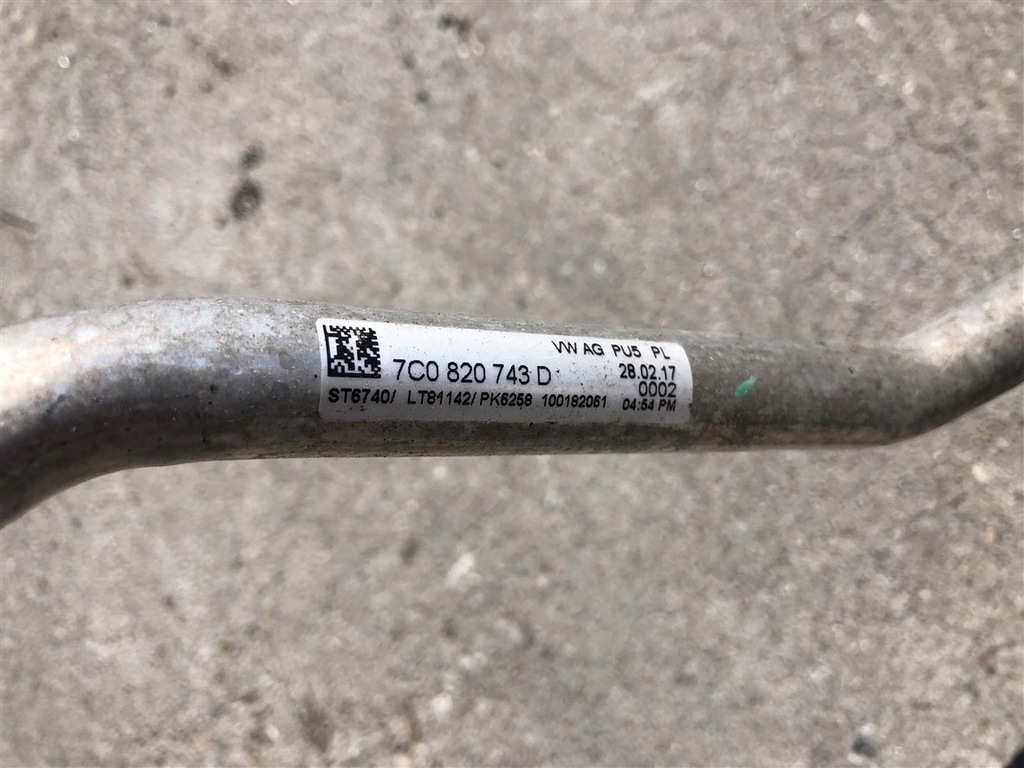 VW AG PU5 PL
7C0 820 743 D 28.02.17
0002
ST6740/ LT81142/ PK6258 100182061 04:54 PM